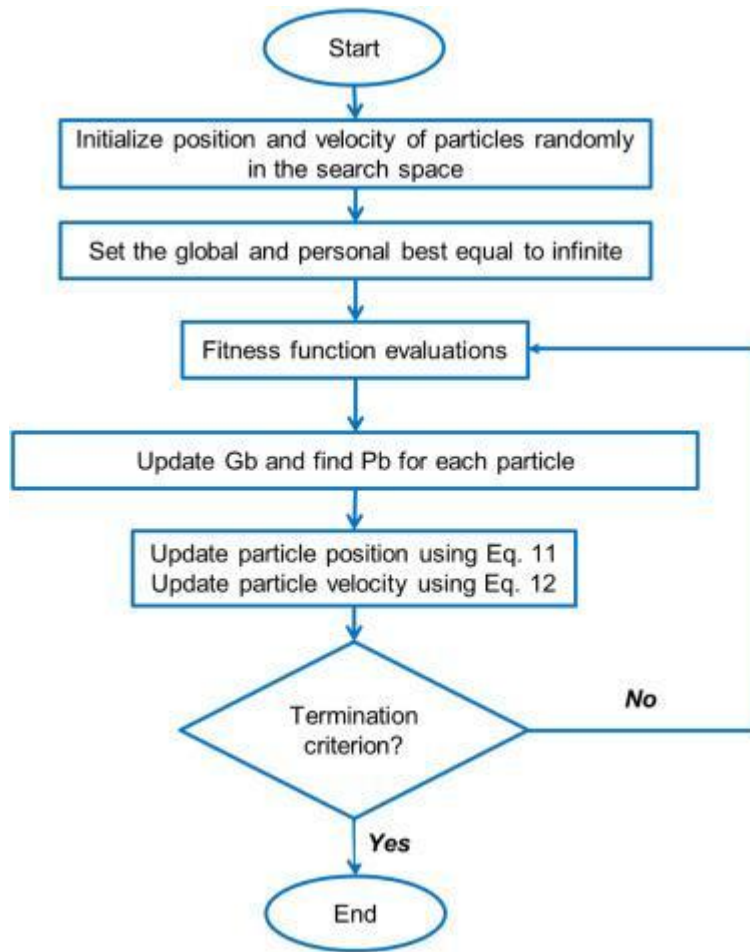 Start
Initialize position and velocity of particles randomly
in the search space
Set the global and personal best equal to infinite
Fitness function evaluations
Update Gb and find Pb for each particle
Update particle position using Eq. 11
Update particle velocity using Eq. 12
Termination
criterion?
No
Yes
End